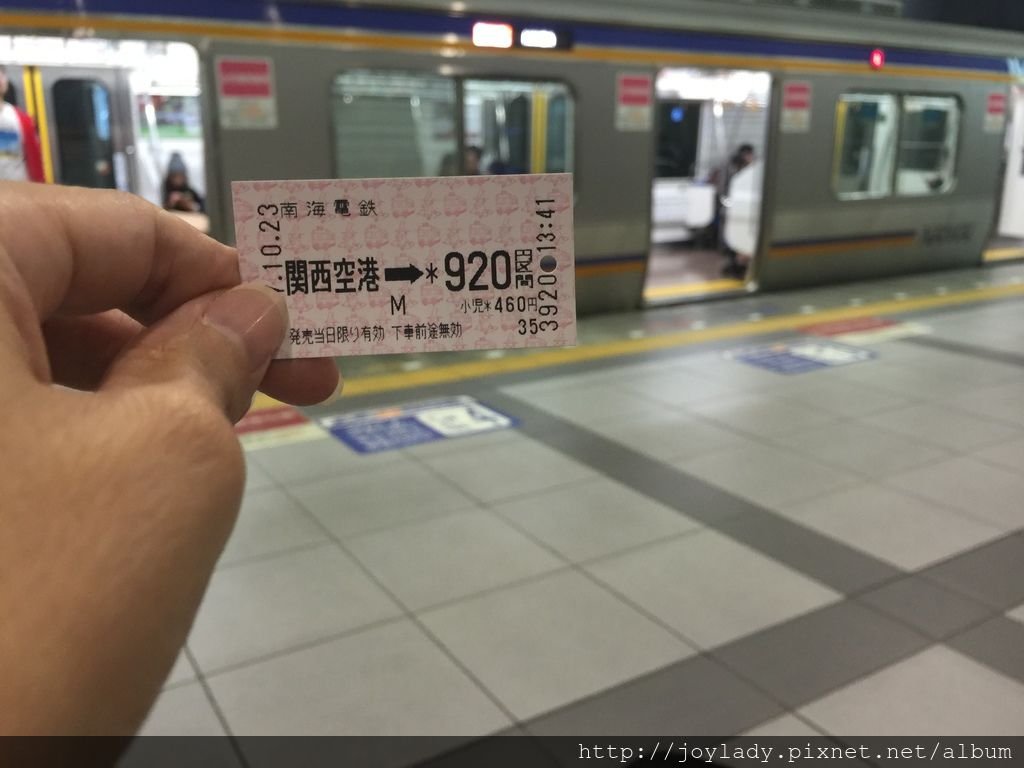 南海電鉄
関西空港➡*920円区間
M 小児*460円
発売当日限り有効 下車前途無効
35
10.23
3920 13:41
http://joylady.pixnet.net/album